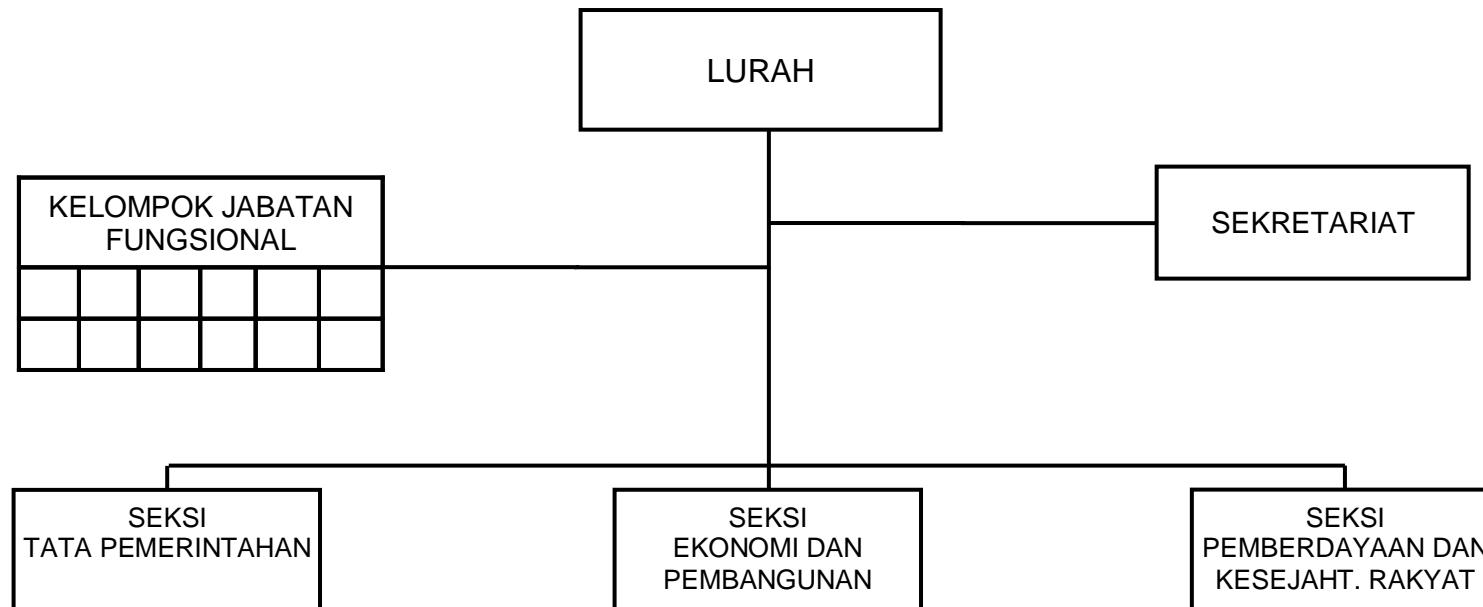 LURAH
KELOMPOK JABATAN
FUNGSIONAL
SEKRETARIAT
SEKSI
TATA PEMERINTAHAN
SEKSI
EKONOMI DAN
PEMBANGUNAN
SEKSI
PEMBERDAYAAN DAN
KESEJAHT. RAKYAT